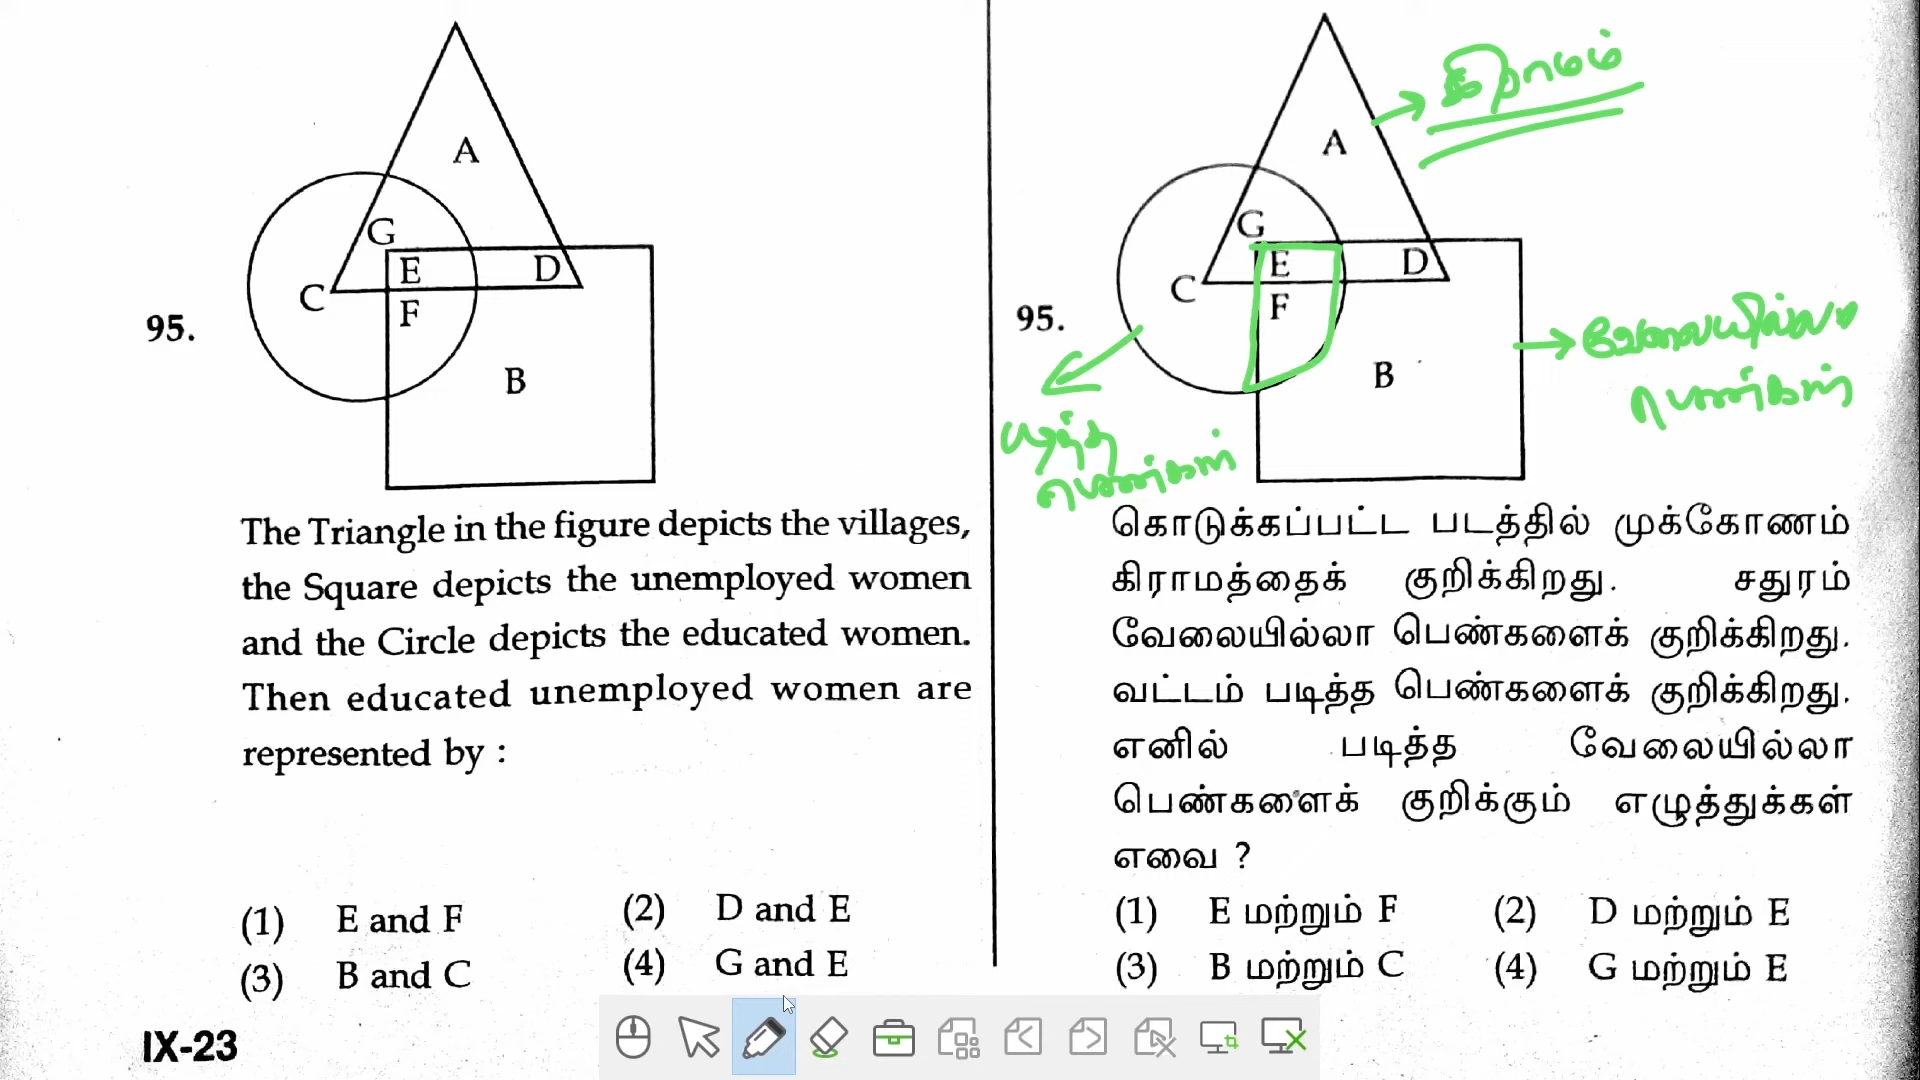 A
G
E
D
C
F
95.
B
The Triangle in the figure depicts the villages,
the Square depicts the unemployed women
and the Circle depicts the educated women.
Then educated unemployed women are
represented by :
(1) E and F
(2) D and E
(3) B and C
(4) G and E
IX-23
கிராமம்
A
G
E
D
C
F
95.
B
வேலையில்லா
பெண்கள்
படித்த
பெண்கள்
கொடுக்கப்பட்ட படத்தில் முக்கோணம்
கிராமத்தைக் குறிக்கிறது. சதுரம்
வேலையில்லா பெண்களைக் குறிக்கிறது.
வட்டம் படித்த பெண்களைக் குறிக்கிறது.
எனில் படித்த வேலையில்லா
பெண்களைக் குறிக்கும் எழுத்துக்கள்
எவை ?
(1) E மற்றும் F
(2) D மற்றும் E
(3) B மற்றும் C
(4) G மற்றும் E